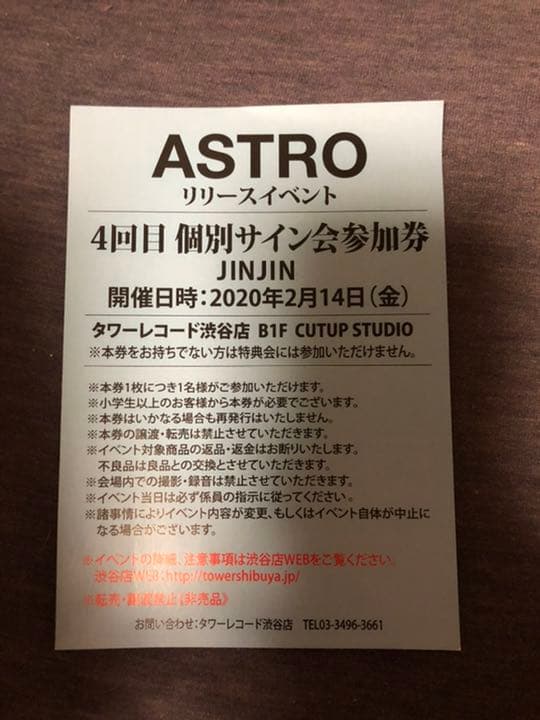 ASTRO
リリースイベント
4回目 個別サイン会参加券
JINJIN
開催日時：2020年2月14日（金）
タワーレコード渋谷店 B1F CUTUP STUDIO
※本券をお持ちでない方は特典会には参加いただけません。
※本券1枚につき1名様がご参加いただけます。
※小学生以上のお客様から本券が必要でございます。
※本券はいかなる場合も再発行はいたしません。
※本券の譲渡・転売は禁止させていただきます。
※イベント対象商品の返品・返金はお断りいたします。
不良品は良品との交換とさせていただきます。
※会場内での撮影・録音は禁止させていただきます。
※イベント当日は必ず係員の指示に従ってください。
※諸事情によりイベント内容が変更、もしくはイベント自体が中止に
なる場合がございます。
※イベントの詳細、注意事項は渋谷店WEBをご覧ください。
渋谷店WEB：http://towershibuya.jp/
※転売・譲渡禁止《非売品》
お問い合わせ：タワーレコード渋谷店 TEL03-3496-3661